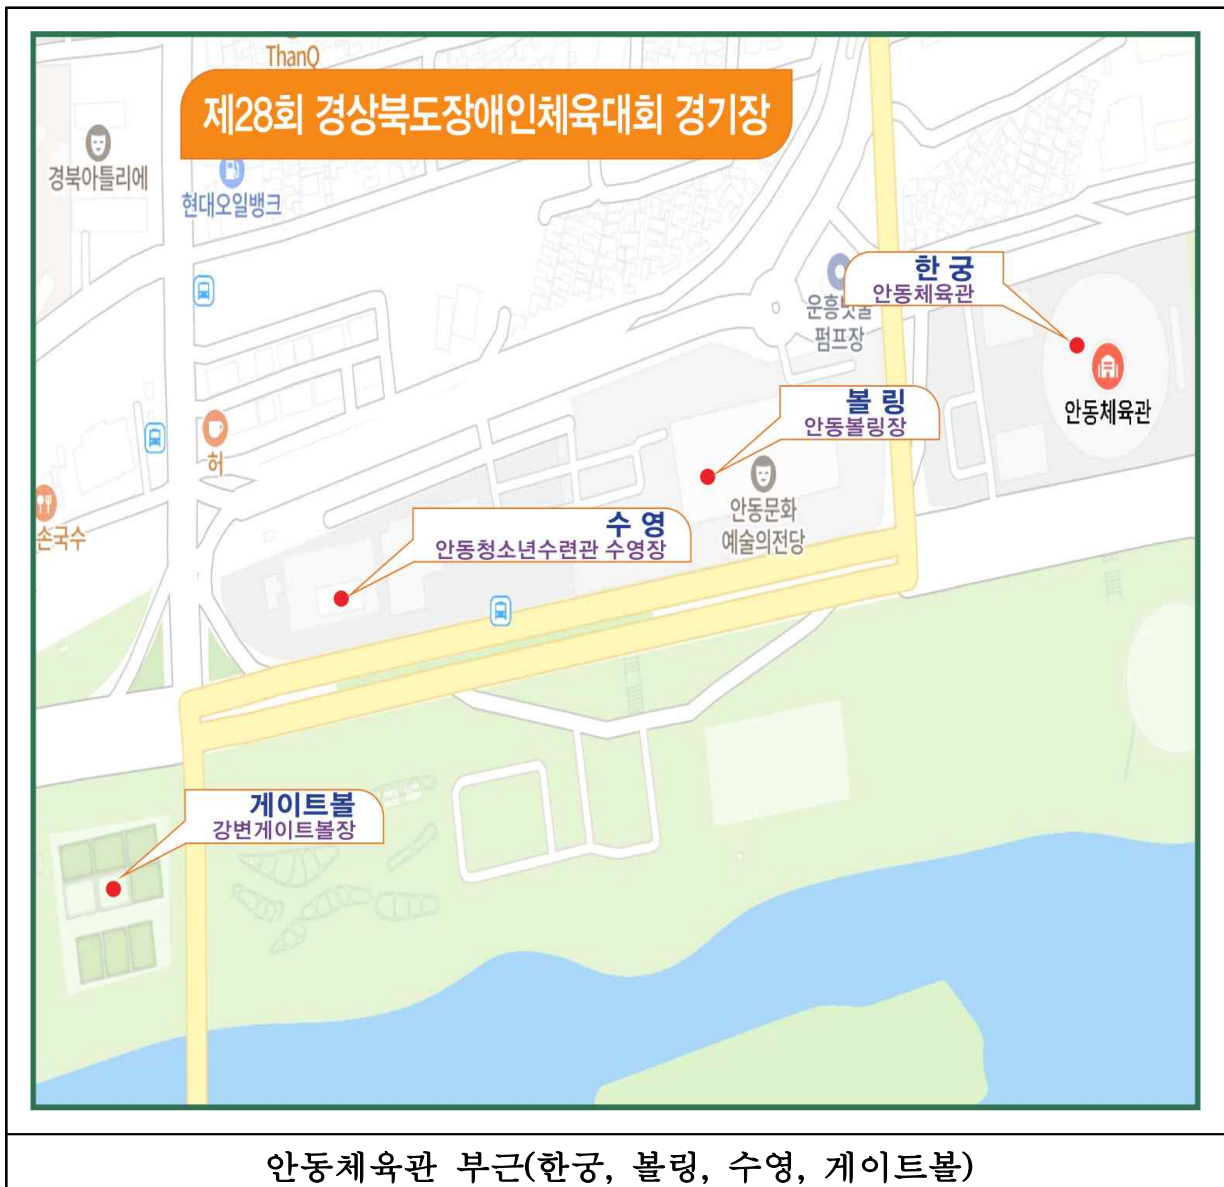 ThanQ
제28회 경상북도장애인체육대회 경기장
경북아틀리에
현대오일뱅크
한 궁
안동체육관
운흥빗물
펌프장
안동체육관
볼 링
안동볼링장
허
손국수
안동문화
예술의전당
수 영
안동청소년수련관 수영장
게이트볼
강변게이트볼장
안동체육관 부근(한궁, 볼링, 수영, 게이트볼)